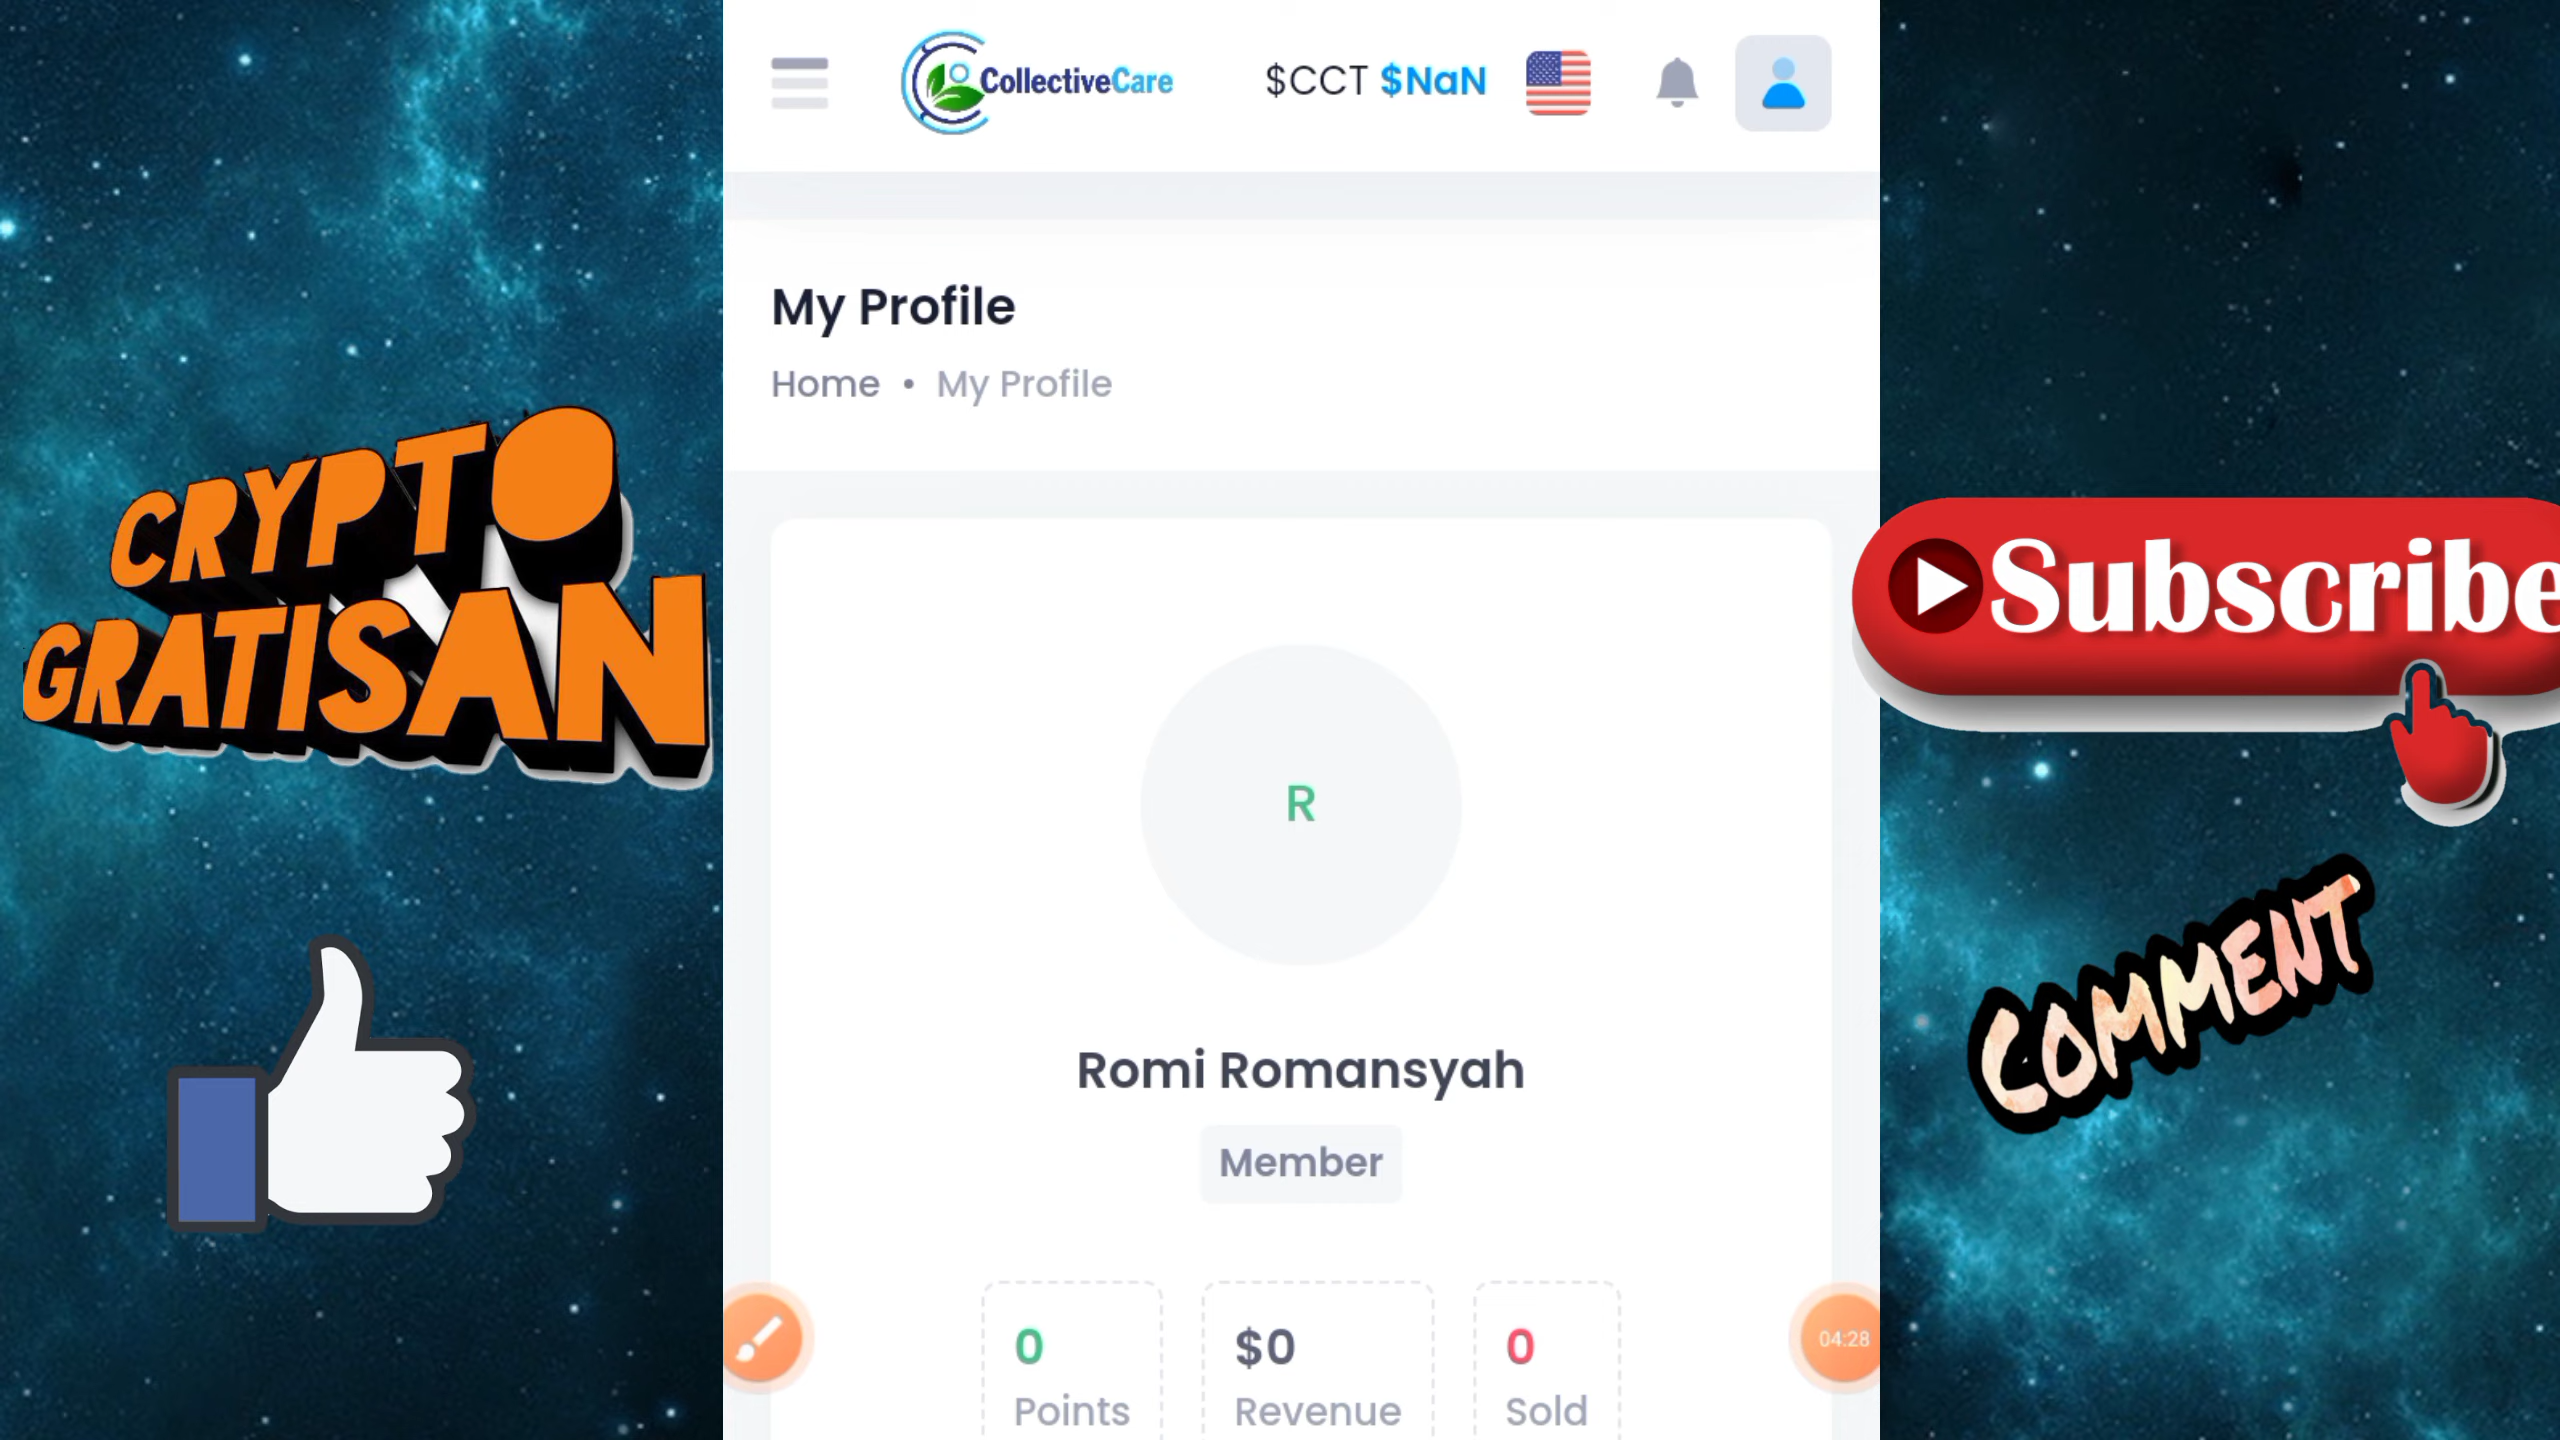 CollectiveCare
$CCT $NaN
My Profile
Home • My Profile
CRYPTO
GRATISAN
Subscribe
R
COMMENT
Romi Romansyah
Member
0
Points
$0
Revenue
0
Sold
04:28